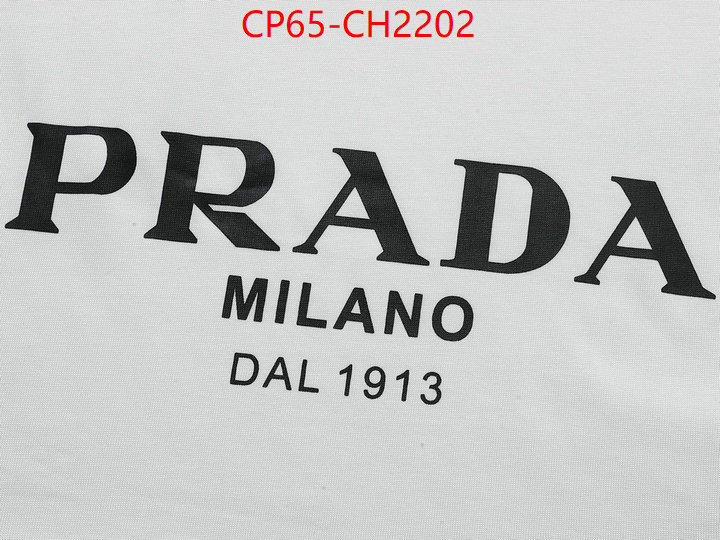 CP65-CH2202
PRADA
MILANO
DAL 1913